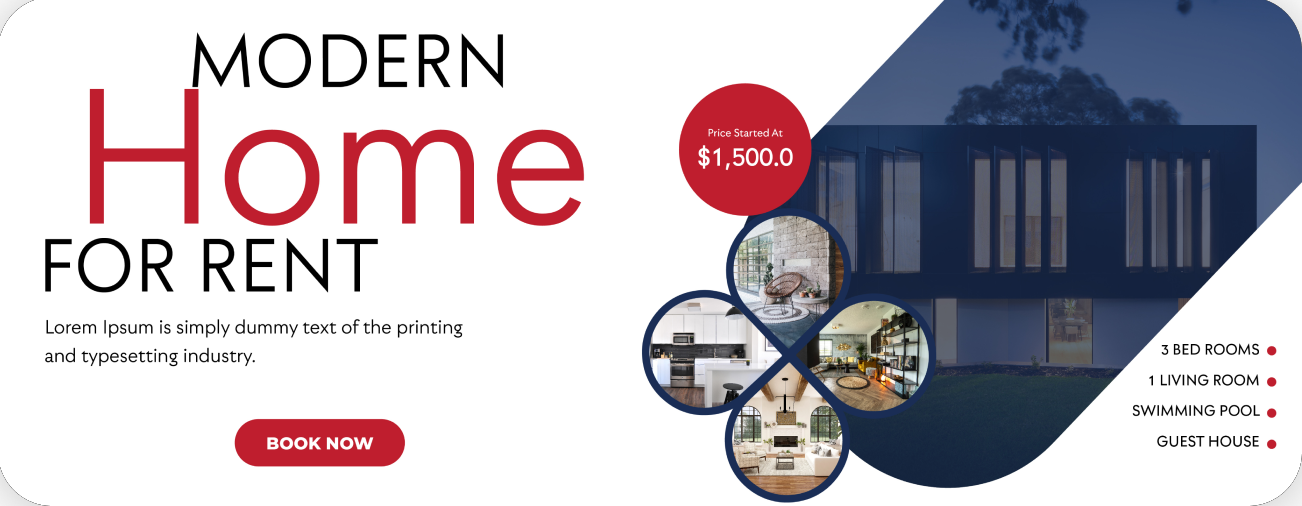 MODERN
Home
FOR RENT
Lorem Ipsum is simply dummy text of the printing
and typesetting industry.
BOOK NOW
Price Started At
$1,500.0
3 BED ROOMS
1 LIVING ROOM
SWIMMING POOL
GUEST HOUSE